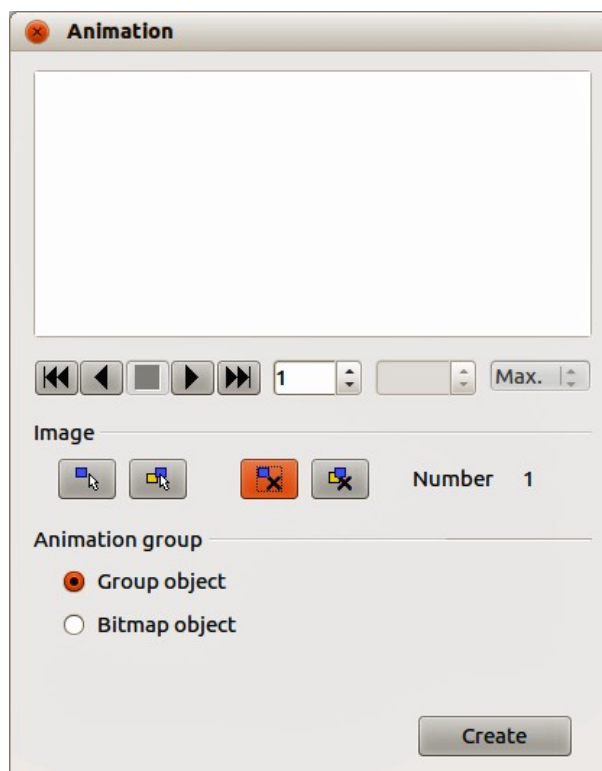 Animation
1 Max.
Image
Number 1
Animation group
Group object
Bitmap object
Create